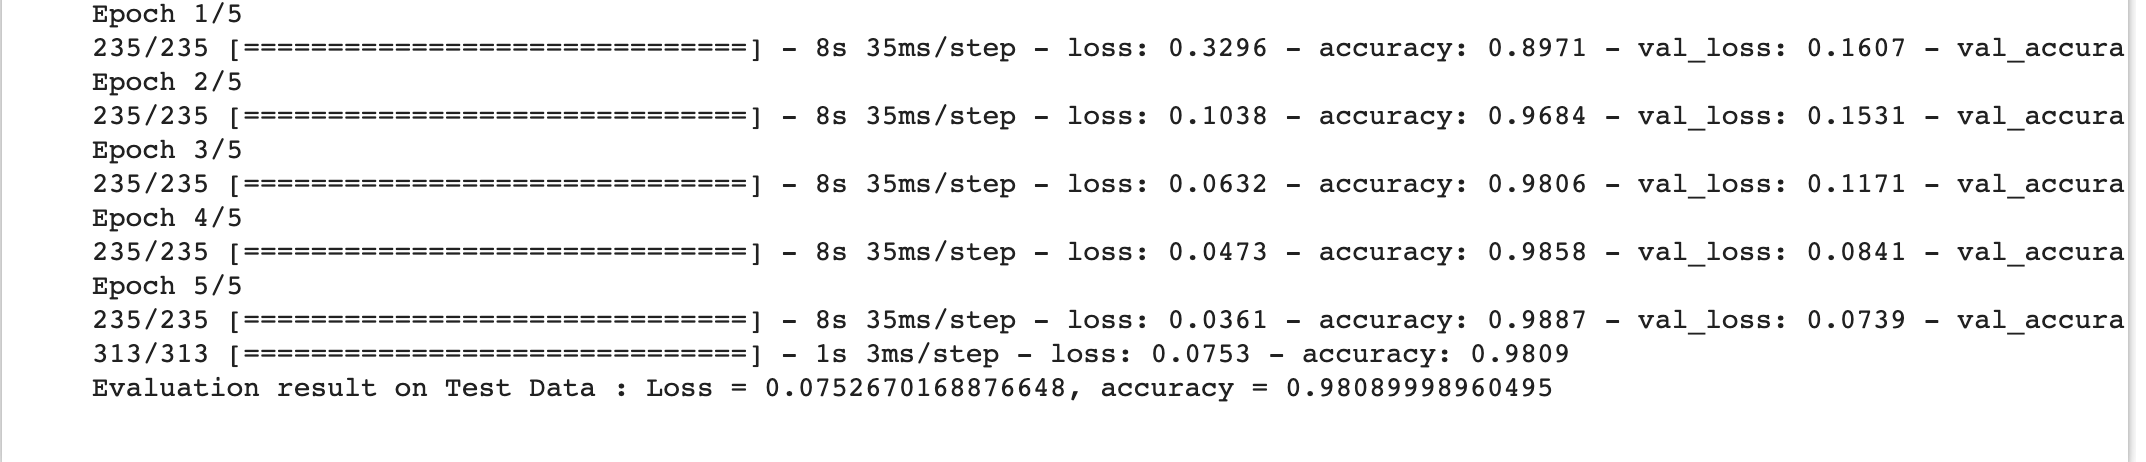 Epoch 1/5
235/235 [==============================] - 8s 35ms/step - loss: 0.3296 - accuracy: 0.8971 - val_loss: 0.1607 - val_accura
Epoch 2/5
235/235 [==============================] - 8s 35ms/step - loss: 0.1038 - accuracy: 0.9684 - val_loss: 0.1531 - val_accura
Epoch 3/5
235/235 [==============================] - 8s 35ms/step - loss: 0.0632 - accuracy: 0.9806 - val_loss: 0.1171 - val_accura
Epoch 4/5
235/235 [==============================] - 8s 35ms/step - loss: 0.0473 - accuracy: 0.9858 - val_loss: 0.0841 - val_accura
Epoch 5/5
235/235 [==============================] - 8s 35ms/step - loss: 0.0361 - accuracy: 0.9887 - val_loss: 0.0739 - val_accura
313/313 [==============================] - 1s 3ms/step - loss: 0.0753 - accuracy: 0.9809
Evaluation result on Test Data : Loss = 0.0752670168876648, accuracy = 0.98089998960495